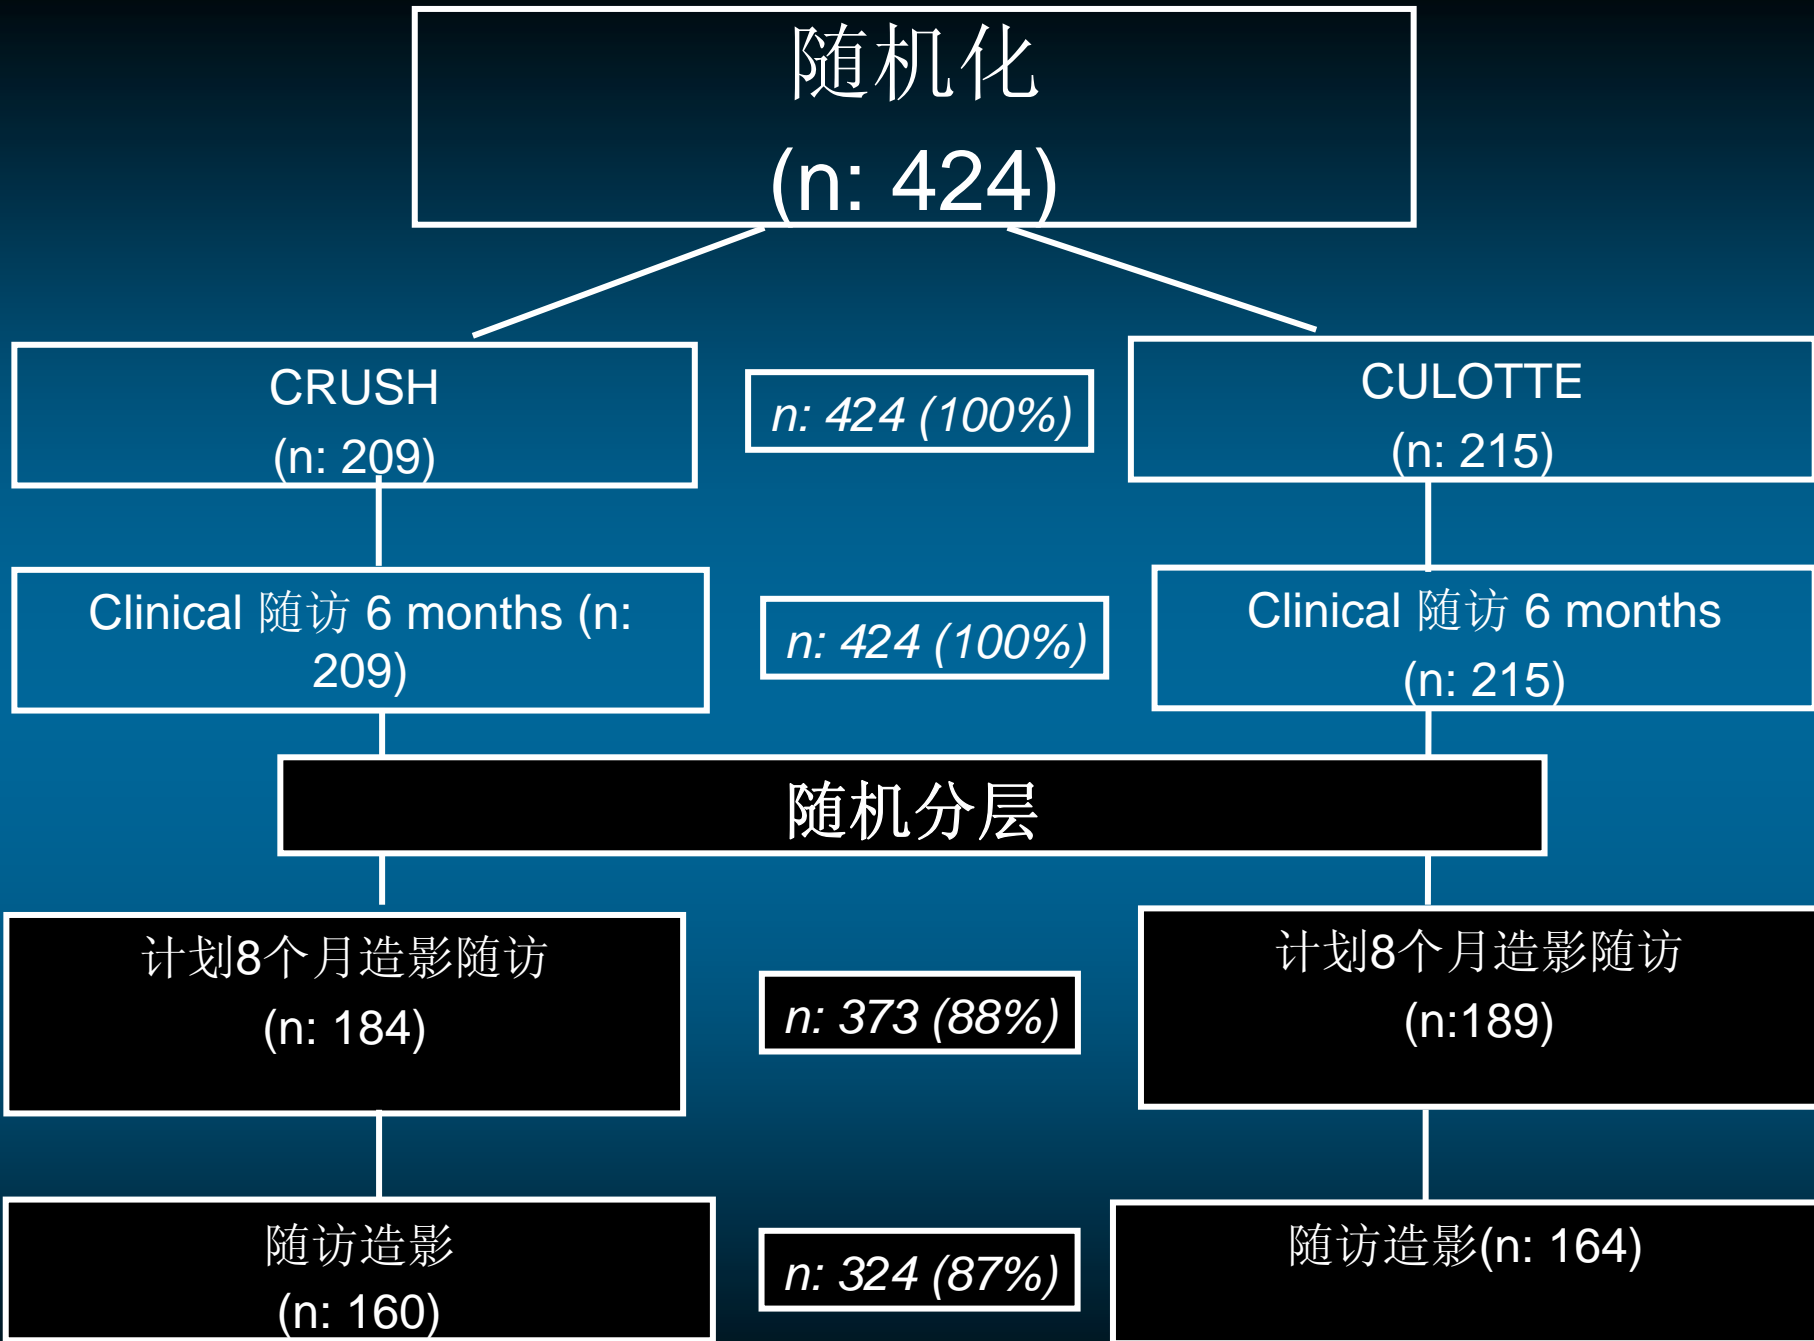 随机化
(n: 424)
CRUSH
(n: 209)
n: 424 (100%)
CULOTTE
(n: 215)
Clinical 随访 6 months (n:
209)
n: 424 (100%)
Clinical 随访 6 months
(n: 215)
随机分层
计划8个月造影随访
(n: 184)
n: 373 (88%)
计划8个月造影随访
(n:189)
随访造影
(n: 160)
n: 324 (87%)
随访造影(n: 164)